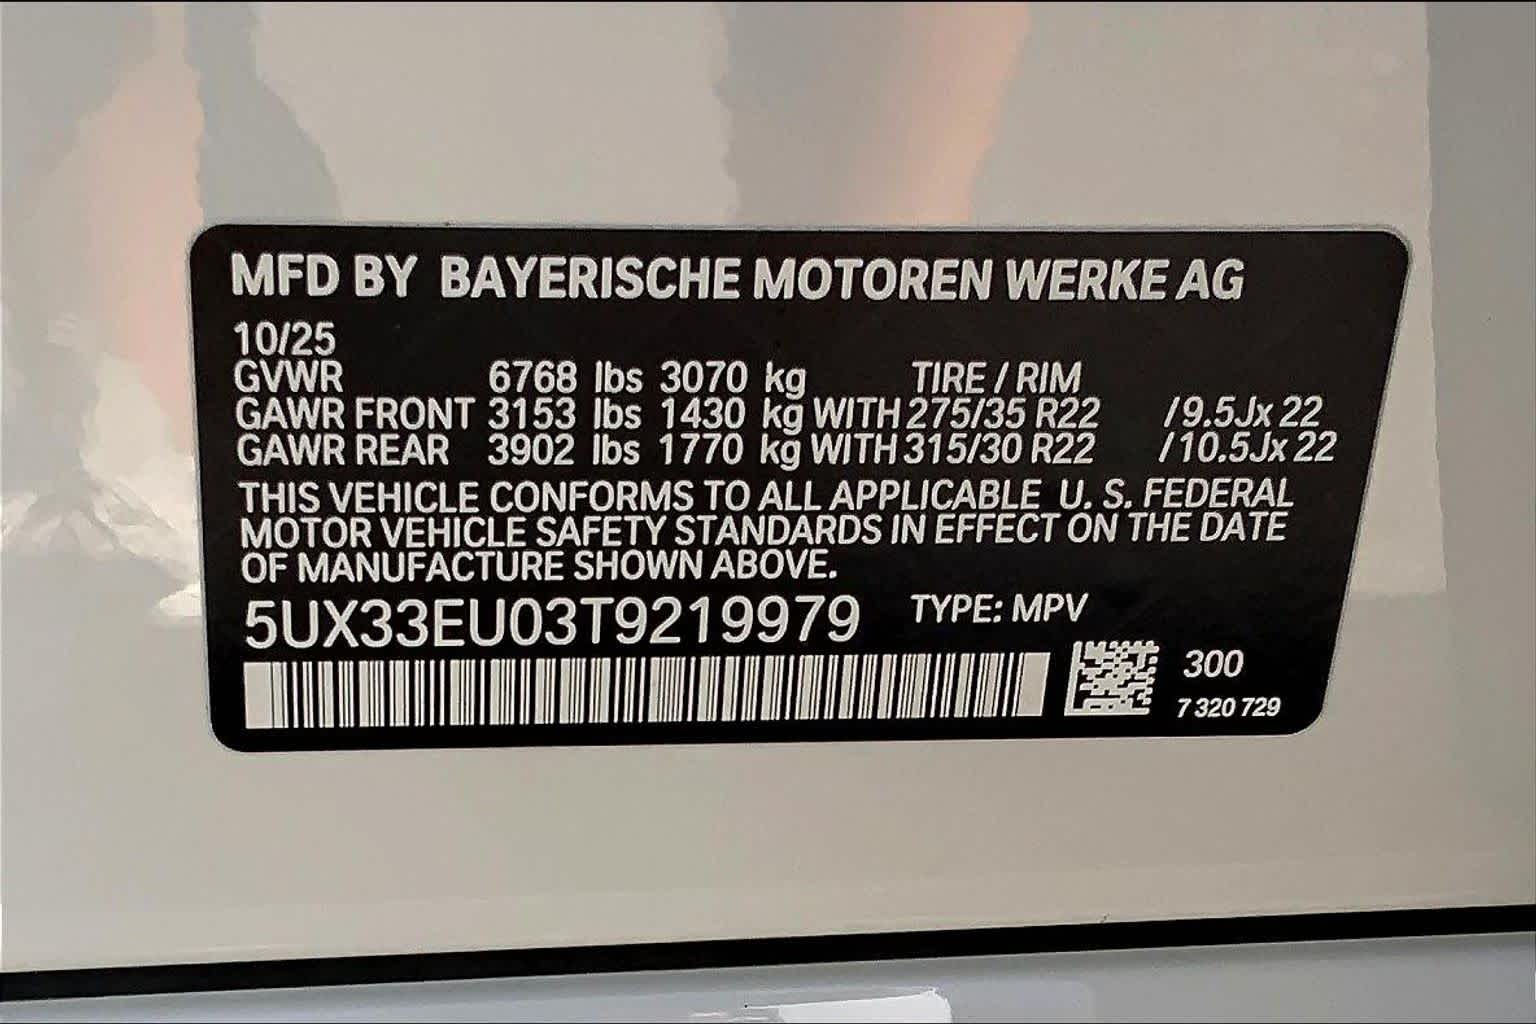 MFD BY BAYERISCHE MOTOREN WERKE AG
10/25
GVWR 6768 lbs 3070 kg TIRE / RIM
GAWR FRONT 3153 lbs 1430 kg WITH 275/35 R22 /9.5Jx 22
GAWR REAR 3902 lbs 1770 kg WITH 315/30 R22 /10.5Jx 22
THIS VEHICLE CONFORMS TO ALL APPLICABLE U. S. FEDERAL
MOTOR VEHICLE SAFETY STANDARDS IN EFFECT ON THE DATE
OF MANUFACTURE SHOWN ABOVE.
5UX33EU03T9219979 TYPE: MPV
300
7 320 729